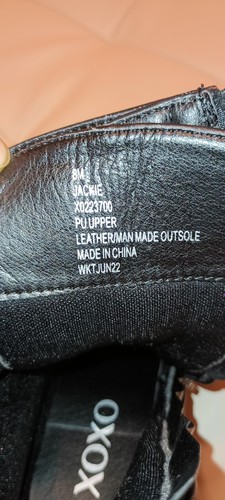 8M
JACKIE
X0223700
PU UPPER
LEATHER/MAN MADE OUTSOLE
MADE IN CHINA
WKTJUN22
XOXO